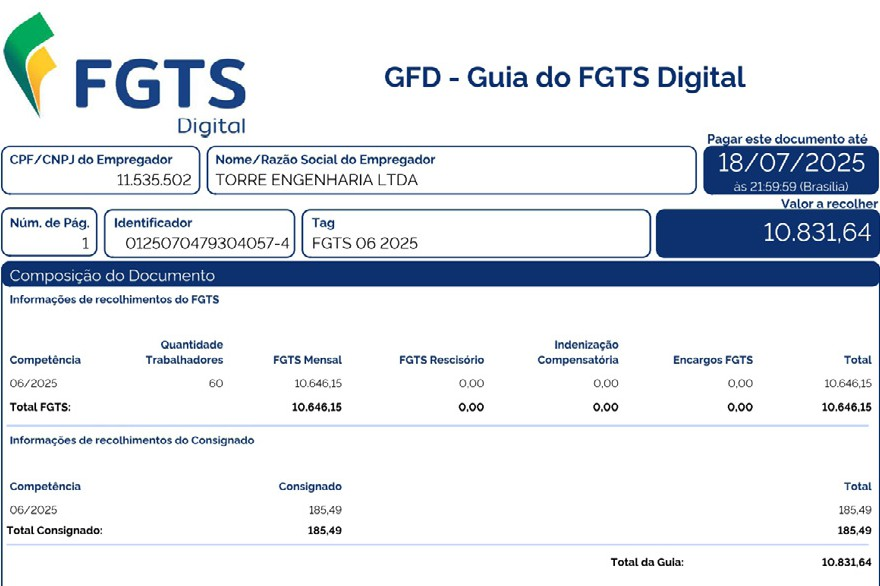 FGTS
Digital
GFD - Guia do FGTS Digital
Pagar este documento até
18/07/2025
às 21:59:59 (Brasília)
CPF/CNPJ do Empregador
11.535.502
Nome/Razão Social do Empregador
TORRE ENGENHARIA LTDA
Valor a recolher
10.831,64
Núm. de Pág.
1
Identificador
0125070479304057-4
Tag
FGTS 06 2025
Composição do Documento
Informações de recolhimentos do FGTS
Competência Quantidade Trabalhadores FGTS Mensal FGTS Rescisório Indenização Compensatória Encargos FGTS Total
06/2025 60 10.646,15 0,00 0,00 0,00 10.646,15
Total FGTS: 10.646,15 0,00 0,00 0,00 10.646,15
Informações de recolhimentos do Consignado
Competência Consignado Total
06/2025 185,49 185,49
Total Consignado: 185,49 185,49
Total da Guia: 10.831,64